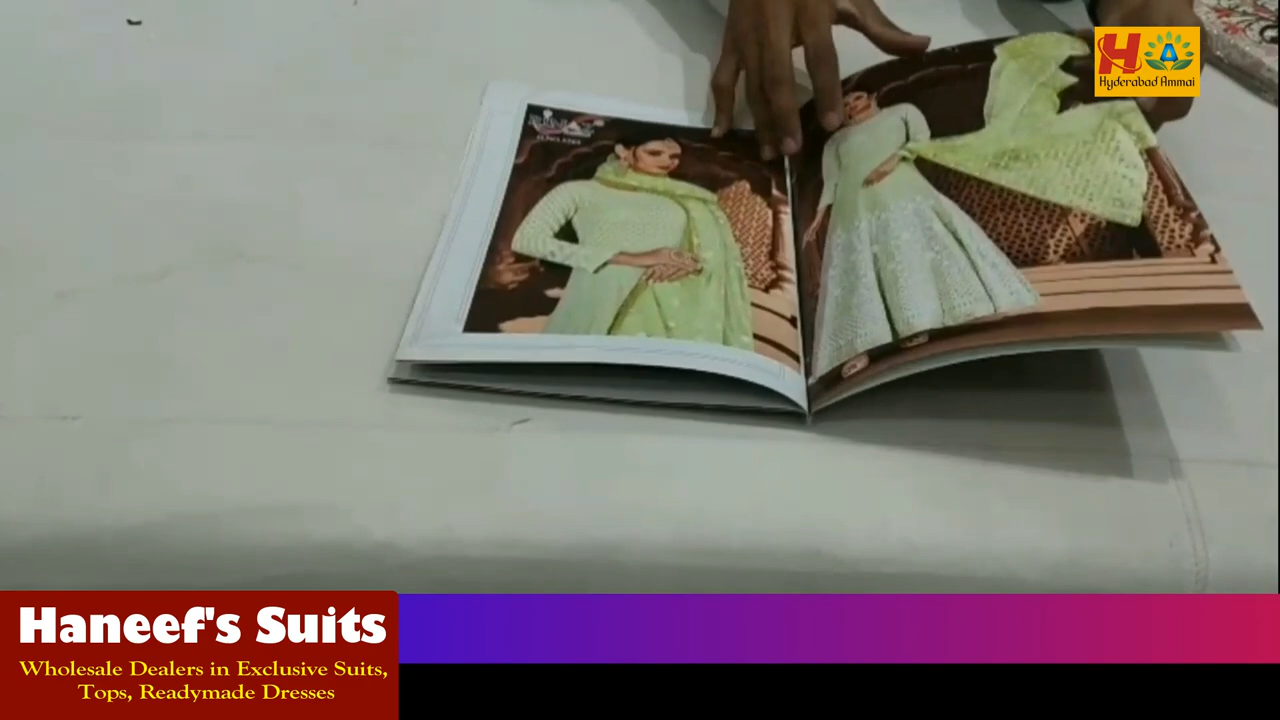 H
Hyderabad Ammai
Haneef's Suits
Wholesale Dealers in Exclusive Suits,
Tops, Readymade Dresses